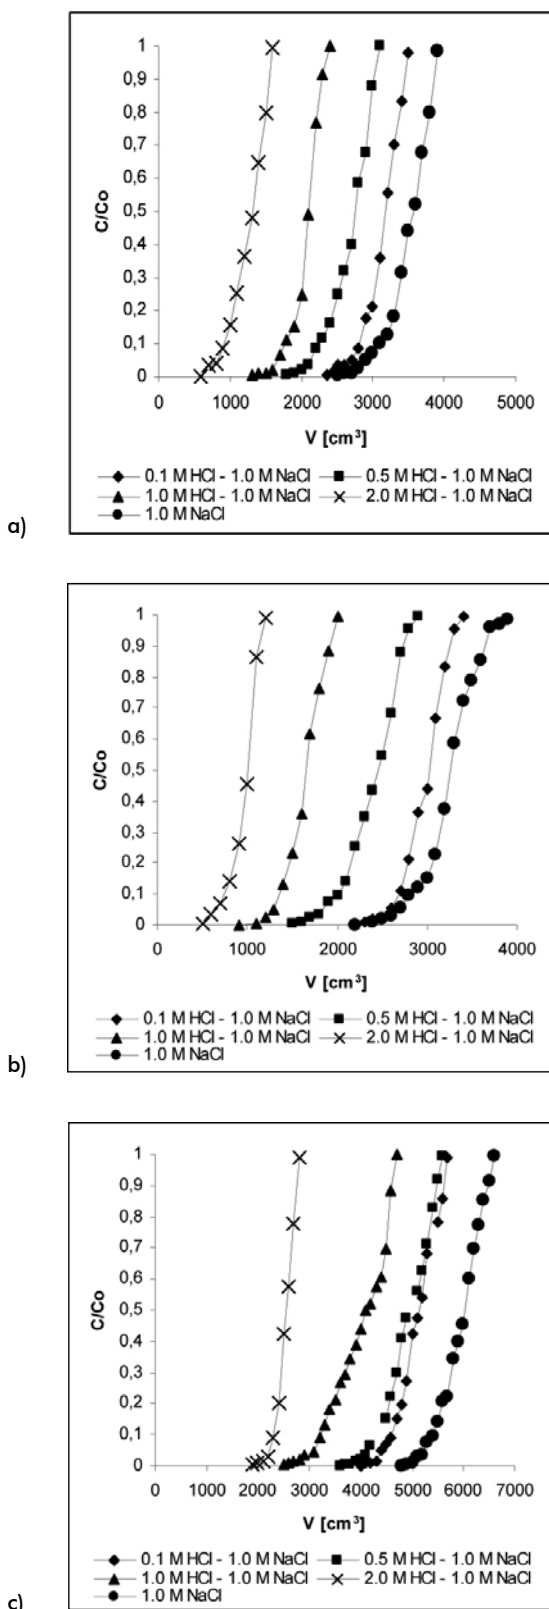 1
0,9
0,8
0,7
0,6
0,5
0,4
0,3
0,2
0,1
0
C/Co
0 1000 2000 3000 4000 5000
V [cm³]
0.1 M HCl - 1.0 M NaCl 0.5 M HCl - 1.0 M NaCl
1.0 M HCl - 1.0 M NaCl 2.0 M HCl - 1.0 M NaCl
1.0 M NaCl
a)
1
0,9
0,8
0,7
0,6
0,5
0,4
0,3
0,2
0,1
0
C/Co
0 1000 2000 3000 4000
V [cm³]
0.1 M HCl - 1.0 M NaCl 0.5 M HCl - 1.0 M NaCl
1.0 M HCl - 1.0 M NaCl 2.0 M HCl - 1.0 M NaCl
1.0 M NaCl
b)
1
0,9
0,8
0,7
0,6
0,5
0,4
0,3
0,2
0,1
0
C/Co
0 1000 2000 3000 4000 5000 6000 7000
V [cm³]
0.1 M HCl - 1.0 M NaCl 0.5 M HCl - 1.0 M NaCl
1.0 M HCl - 1.0 M NaCl 2.0 M HCl - 1.0 M NaCl
1.0 M NaCl
c)